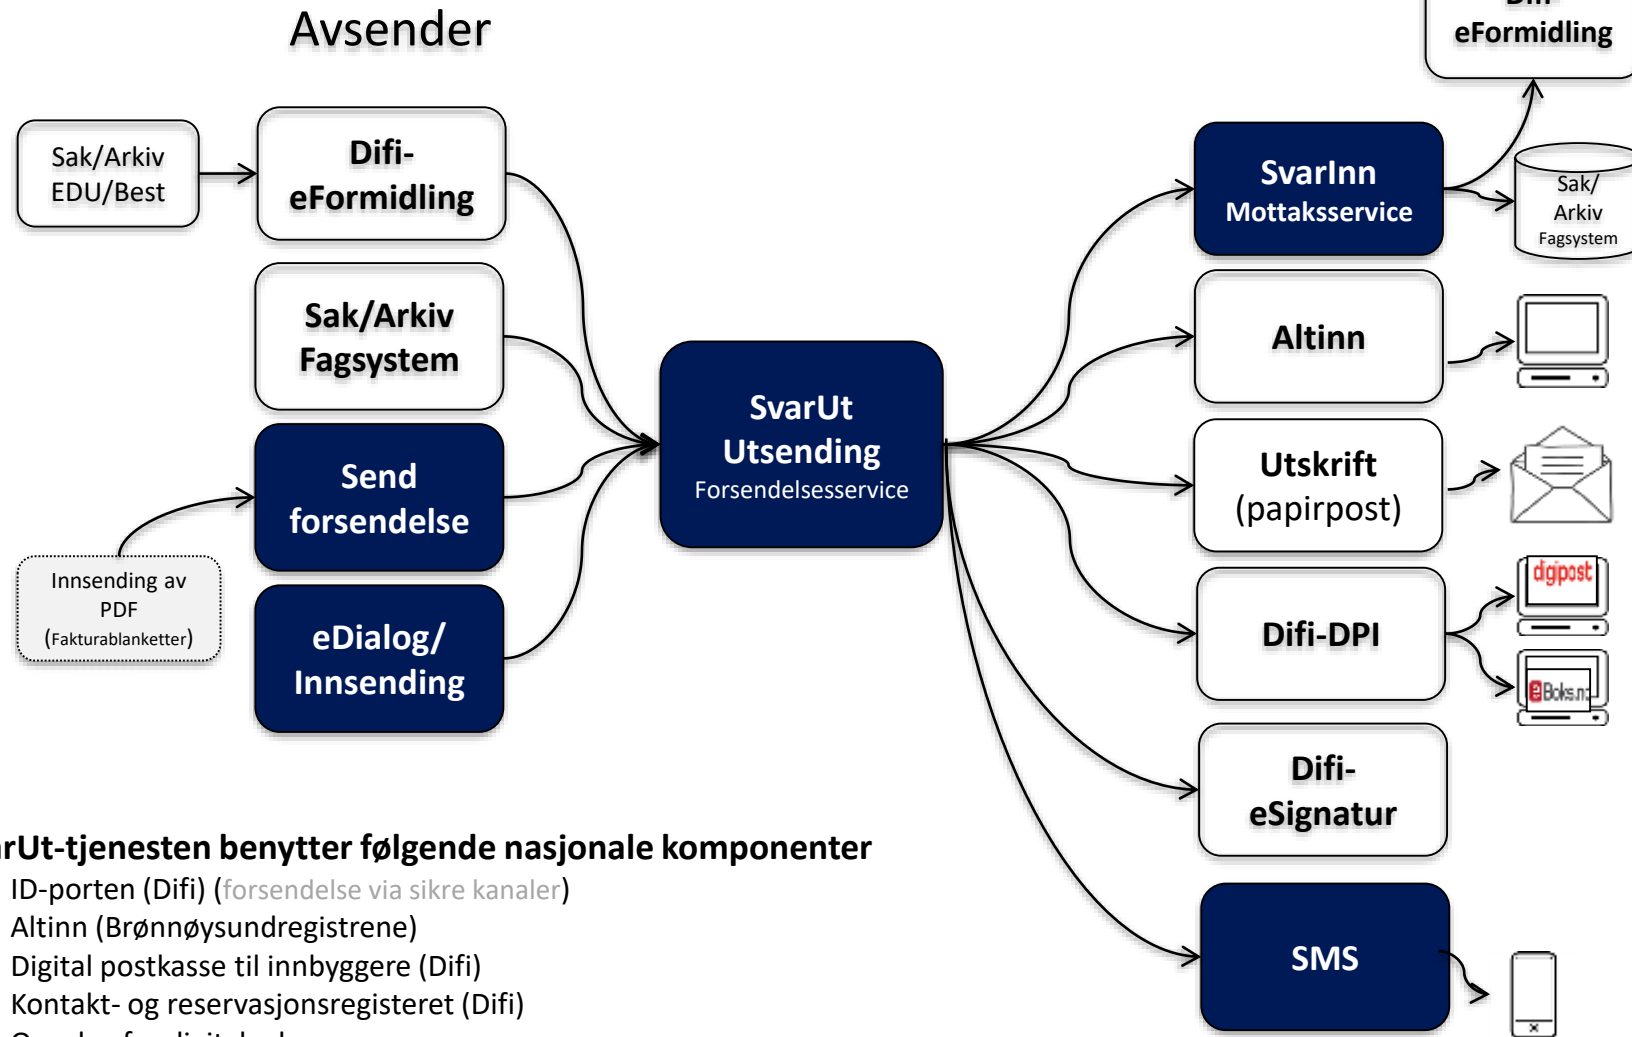 Avsender
eFormidling
Sak/Arkiv
EDU/Best
Difi-
eFormidling
Sak/Arkiv
Fagsystem
Send
forsendelse
Innsending av
PDF
(Fakturablanketter)
eDialog/
Innsending
SvarUt
Utsending
Forsendelsesservice
SvarInn
Mottaksservice
Sak/
Arkiv
Fagsystem
Altinn
Utskrift
(papirpost)
Difi-DPI
digipost
eBoks.no
Difi-
eSignatur
SMS
arUt-tjenesten benytter følgende nasjonale komponenter
ID-porten (Difi) (forsendelse via sikre kanaler)
Altinn (Brønnøysundregistrene)
Digital postkasse til innbyggere (Difi)
Kontakt- og reservasjonsregisteret (Difi)